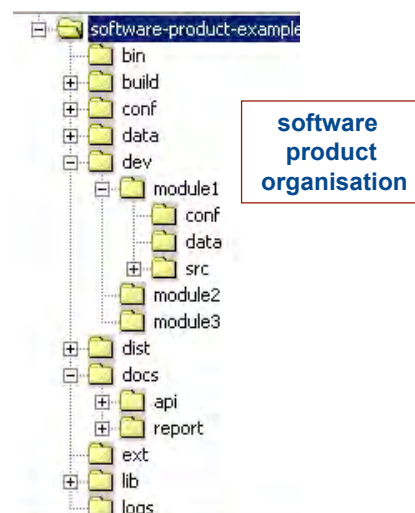 software-product-example
bin
build
conf
data
dev
module1
conf
data
src
module2
module3
dist
docs
api
report
ext
lib
logs
software
product
organisation